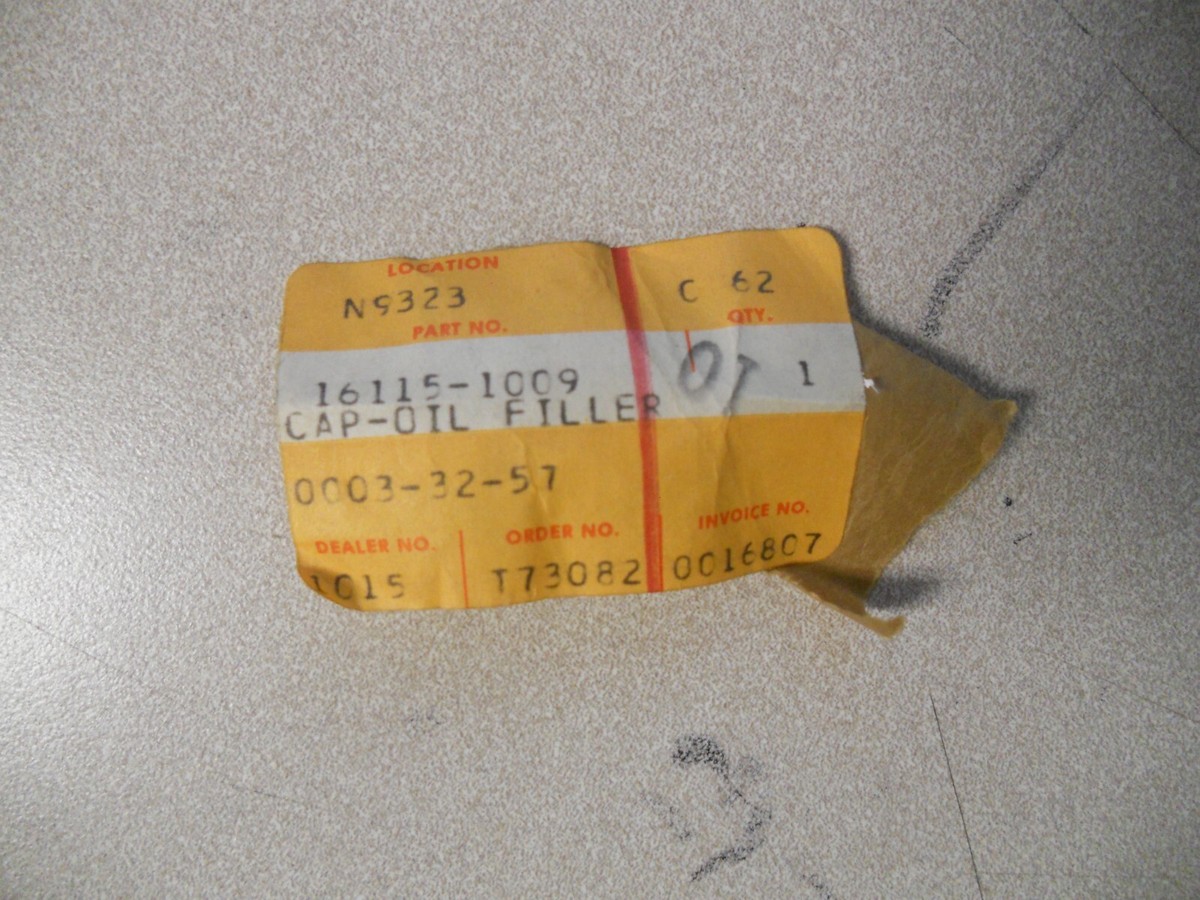 LOCATION
N9323 C 62
PART NO. QTY.
16115-1009 1
CAP-OIL FILLER
0003-32-57
DEALER NO. ORDER NO. INVOICE NO.
1015 T73082 0016807